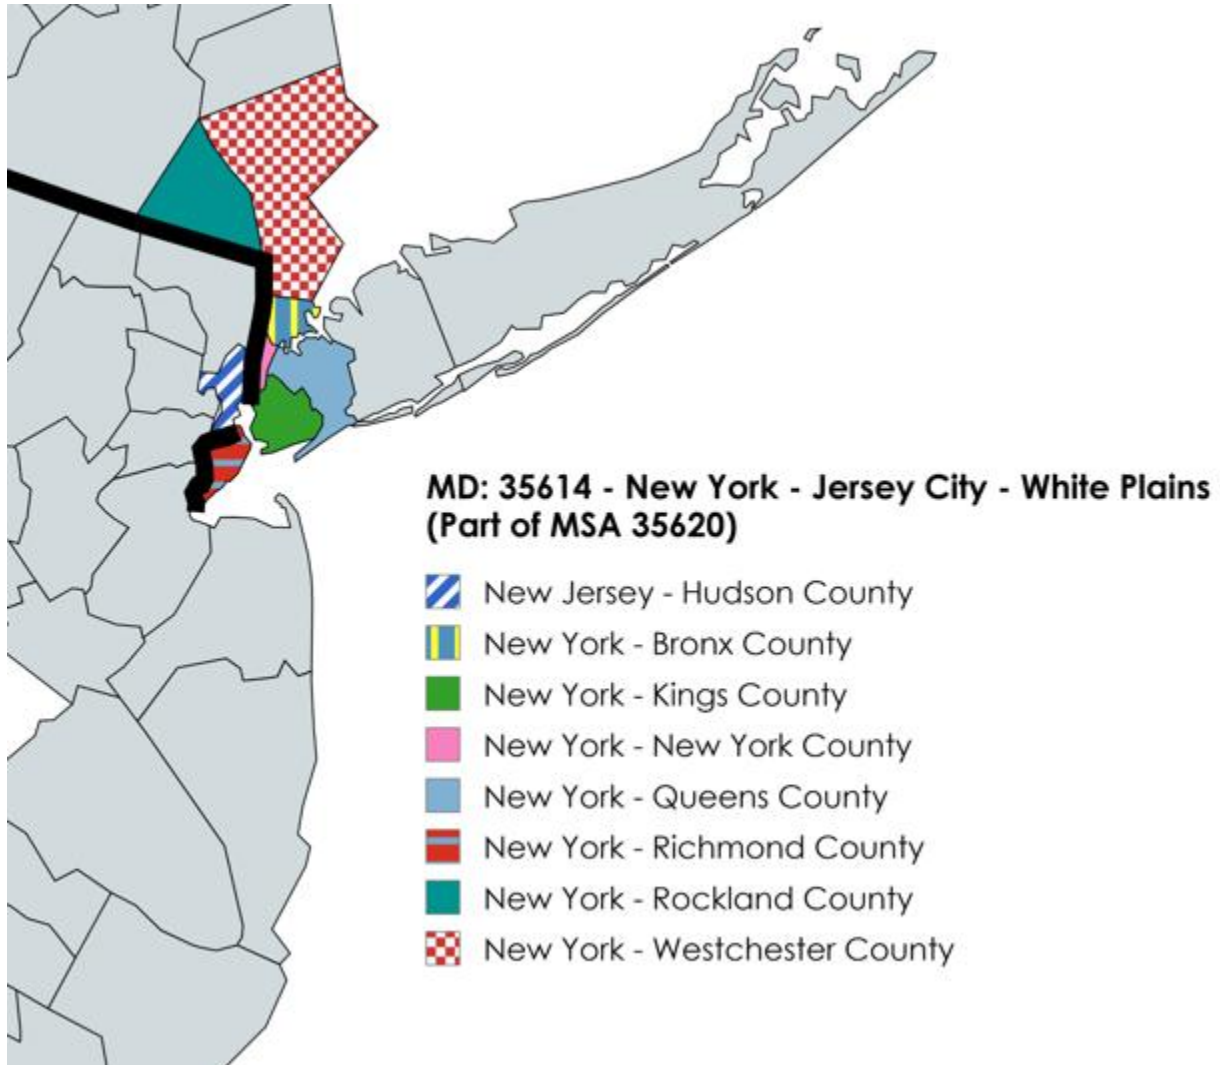 MD: 35614 - New York - Jersey City - White Plains
(Part of MSA 35620)
New Jersey - Hudson County
New York - Bronx County
New York - Kings County
New York - New York County
New York - Queens County
New York - Richmond County
New York - Rockland County
New York - Westchester County